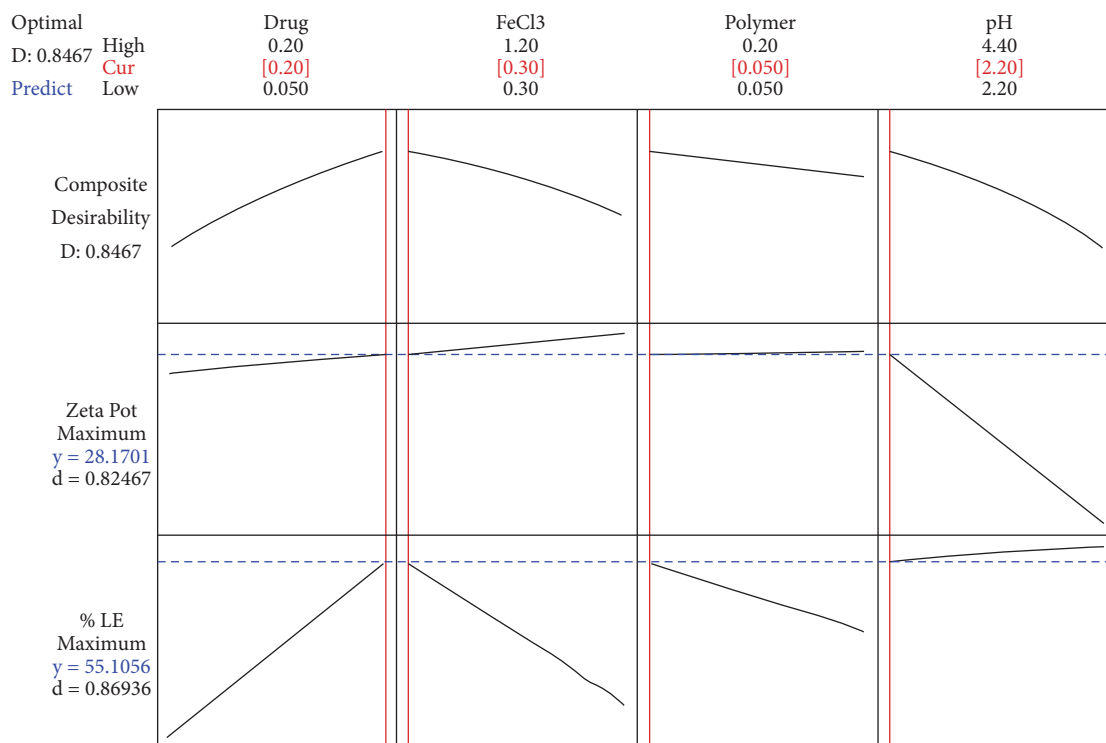 Optimal
D: 0.8467
Predict
High
Cur
Low
Drug
0.20
[0.20]
0.050
FeCl3
1.20
[0.30]
0.30
Polymer
0.20
[0.050]
0.050
pH
4.40
[2.20]
2.20
Composite
Desirability
D: 0.8467
Zeta Pot
Maximum
y = 28.1701
d = 0.82467
% LE
Maximum
y = 55.1056
d = 0.86936